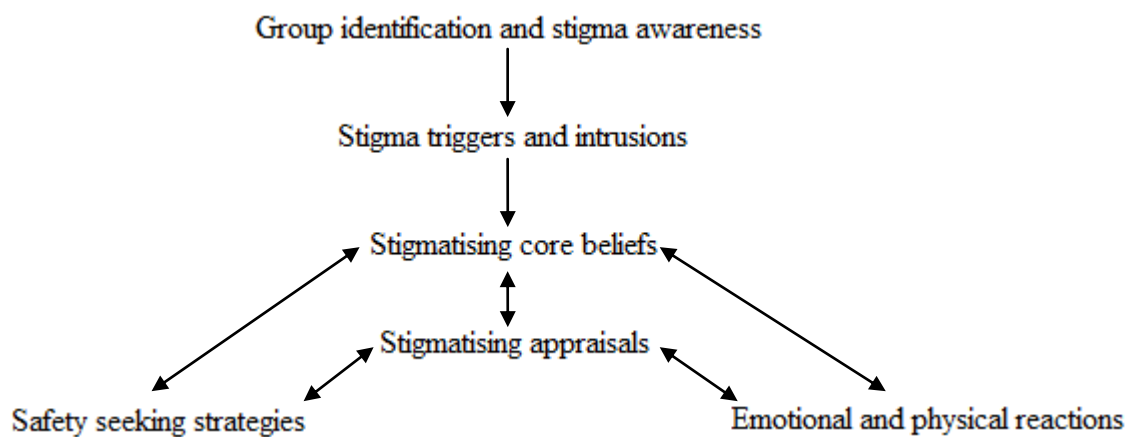 Group identification and stigma awareness
Stigma triggers and intrusions
Stigmatising core beliefs
Stigmatising appraisals
Safety seeking strategies
Emotional and physical reactions